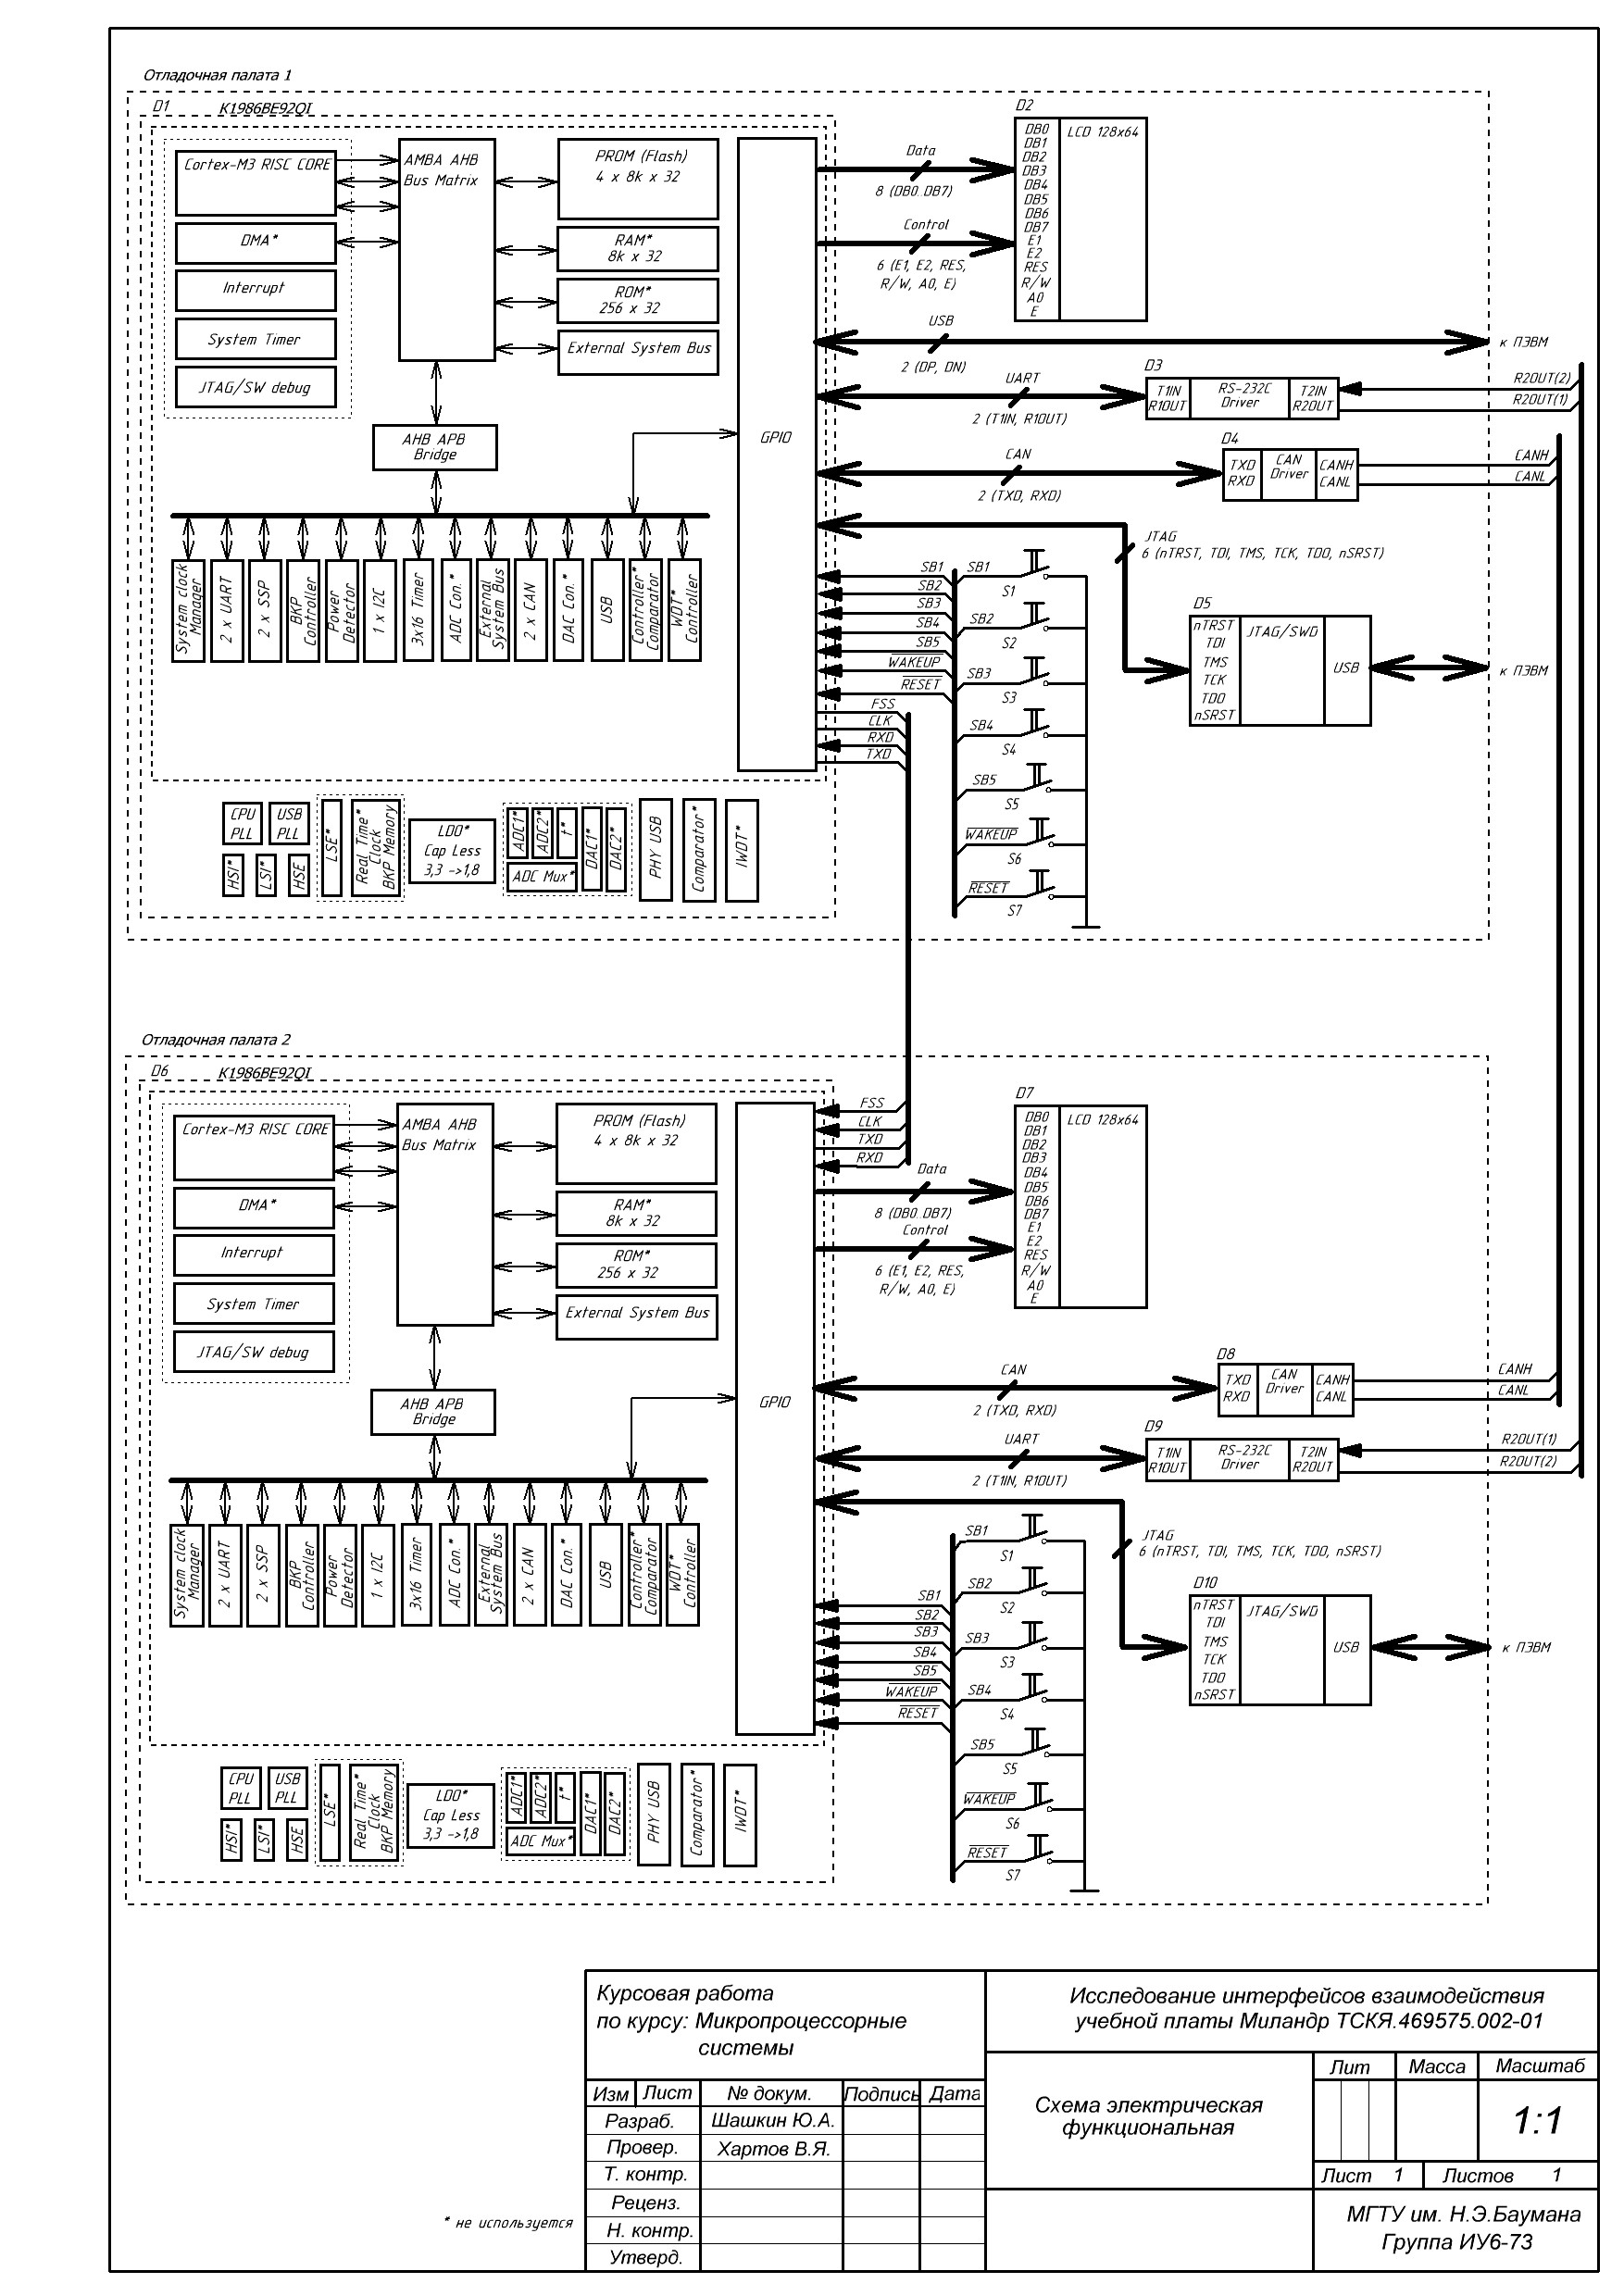 Отладочная палата 1
D1
K1986BE92QI
Cortex-M3 RISC CORE
DMA*
Interrupt
System Timer
JTAG/SW debug
AMBA AHB
Bus Matrix
PROM (Flash)
4 x 8k x 32
RAM*
8k x 32
ROM*
256 x 32
External System Bus
AHB APB
Bridge
GPIO
System clock
Manager
2 x UART
2 x SSP
BKP
Controller
Power
Detector
1 x I2C
3x16 Timer
ADC Con.*
External
System Bus
2 x CAN
DAC Con.*
USB
Controller*
Comparator
WDT*
Controller
CPU
PLL
USB
PLL
HSI*
LSI*
HSE
LSE*
Real Time*
Clock
BKP Memory
LDO*
Cap Less
3,3 ->1,8
ADC1*
ADC2*
t*
DAC1*
DAC2*
ADC Mux*
PHY USB
Comparator*
IWDT*
Data
8 (DB0..DB7)
Control
6 (E1, E2, RES,
R/W, A0, E)
D2
LCD 128x64
DB0
DB1
DB2
DB3
DB4
DB5
DB6
DB7
E1
E2
RES
R/W
A0
E
USB
2 (DP, DN)
к ПЭВМ
UART
2 (T1IN, R1OUT)
D3
T1IN
R1OUT
RS-232C
Driver
T2IN
R2OUT
R2OUT(2)
R2OUT(1)
CAN
2 (TXD, RXD)
D4
TXD
RXD
CAN
Driver
CANH
CANL
CANH
CANL
JTAG
6 (nTRST, TDI, TMS, TCK, TDO, nSRST)
D5
nTRST
TDI
TMS
TCK
TDO
nSRST
JTAG/SWD
USB
к ПЭВМ
SB1
SB2
SB3
SB4
SB5
WAKEUP
RESET
FSS
CLK
RXD
TXD
SB1
S1
SB2
S2
SB3
S3
SB4
S4
SB5
S5
WAKEUP
S6
RESET
S7
Отладочная палата 2
D6
K1986BE92QI
Cortex-M3 RISC CORE
DMA*
Interrupt
System Timer
JTAG/SW debug
AMBA AHB
Bus Matrix
PROM (Flash)
4 x 8k x 32
RAM*
8k x 32
ROM*
256 x 32
External System Bus
AHB APB
Bridge
GPIO
System clock
Manager
2 x UART
2 x SSP
BKP
Controller
Power
Detector
1 x I2C
3x16 Timer
ADC Con.*
External
System Bus
2 x CAN
DAC Con.*
USB
Controller*
Comparator
WDT*
Controller
CPU
PLL
USB
PLL
HSI*
LSI*
HSE
LSE*
Real Time*
Clock
BKP Memory
LDO*
Cap Less
3,3 ->1,8
ADC1*
ADC2*
t*
DAC1*
DAC2*
ADC Mux*
PHY USB
Comparator*
IWDT*
FSS
CLK
TXD
RXD
Data
8 (DB0..DB7)
Control
6 (E1, E2, RES,
R/W, A0, E)
D7
LCD 128x64
DB0
DB1
DB2
DB3
DB4
DB5
DB6
DB7
E1
E2
RES
R/W
A0
E
CAN
2 (TXD, RXD)
D8
TXD
RXD
CAN
Driver
CANH
CANL
CANH
CANL
UART
2 (T1IN, R1OUT)
D9
T1IN
R1OUT
RS-232C
Driver
T2IN
R2OUT
R2OUT(1)
R2OUT(2)
JTAG
6 (nTRST, TDI, TMS, TCK, TDO, nSRST)
D10
nTRST
TDI
TMS
TCK
TDO
nSRST
JTAG/SWD
USB
к ПЭВМ
SB1
SB2
SB3
SB4
SB5
WAKEUP
RESET
SB1
S1
SB2
S2
SB3
S3
SB4
S4
SB5
S5
WAKEUP
S6
RESET
S7
* не используется
Курсовая работа
по курсу: Микропроцессорные
системы
Исследование интерфейсов взаимодействия
учебной платы Миландр ТСКЯ.469575.002-01
Изм Лист № докум. Подпись Дата
Разраб. Шашкин Ю.А.
Провер. Хартов В.Я.
Т. контр.
Реценз.
Н. контр.
Утверд.
Схема электрическая
функциональная
Лит Масса Масштаб
1:1
Лист 1 Листов 1
МГТУ им. Н.Э.Баумана
Группа ИУ6-73